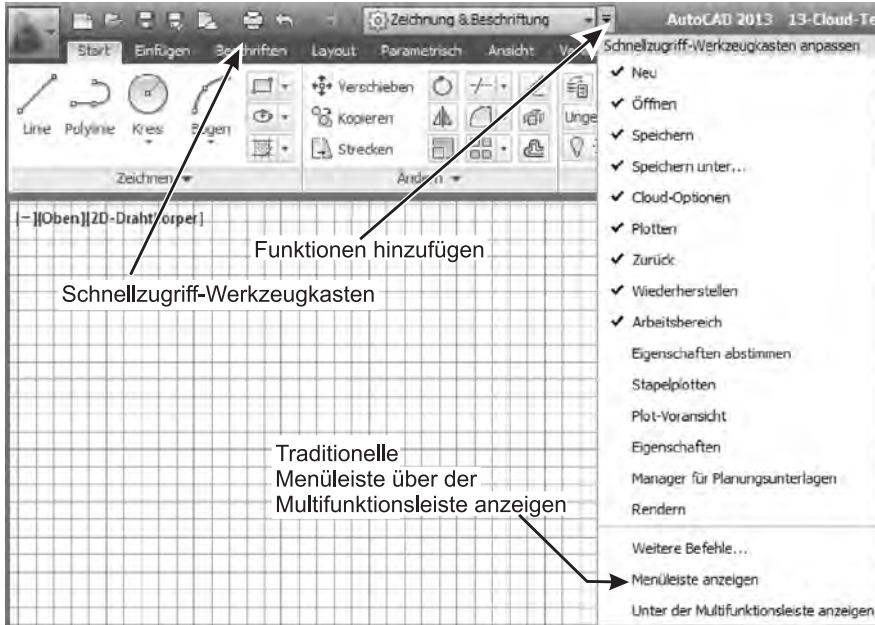 Zeichnung & Beschriftung
AutoCAD 2013 13-Cloud-Te
Start Einfügen Beschriften Layout Parametrisch Ansicht
Schnellzugriff-Werkzeugkasten anpassen
Linie Polylinie Kreis Bogen
Verschieben
Kopieren
Strecken
Unge
Zeichnen
Ändern
[−][Oben][2D-Drahtkörper]
Funktionen hinzufügen
Schnellzugriff-Werkzeugkasten
Traditionelle
Menüleiste über der
Multifunktionsleiste anzeigen
Neu
Öffnen
Speichern
Speichern unter...
Cloud-Optionen
Plotten
Zurück
Wiederherstellen
Arbeitsbereich
Eigenschaften abstimmen
Stapelplotten
Plot-Voransicht
Eigenschaften
Manager für Planungsunterlagen
Rendern
Weitere Befehle...
Menüleiste anzeigen
Unter der Multifunktionsleiste anzeigen